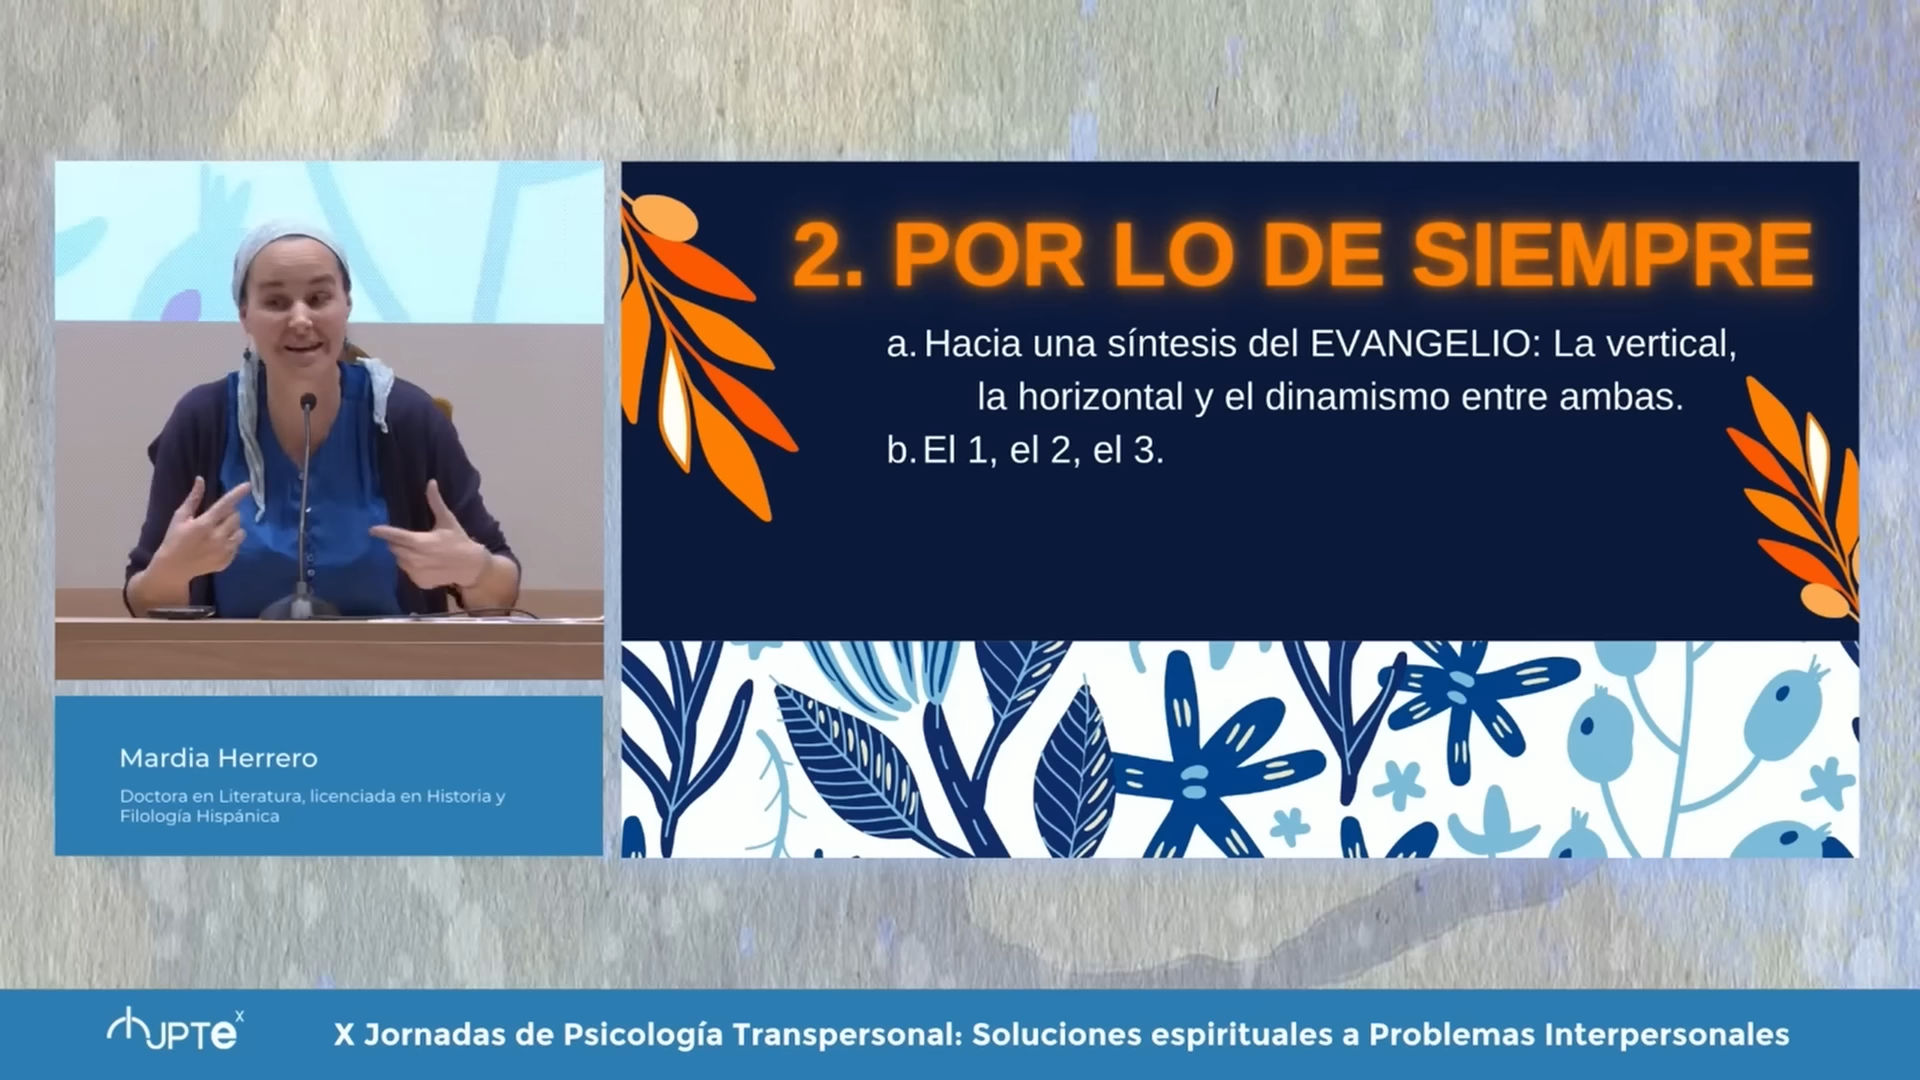 2. POR LO DE SIEMPRE
a. Hacia una síntesis del EVANGELIO: La vertical,
la horizontal y el dinamismo entre ambas.
b. El 1, el 2, el 3.
Mardia Herrero
Doctora en Literatura, licenciada en Historia y
Filología Hispánica
JPTe x
X Jornadas de Psicología Transpersonal: Soluciones espirituales a Problemas Interpersonales